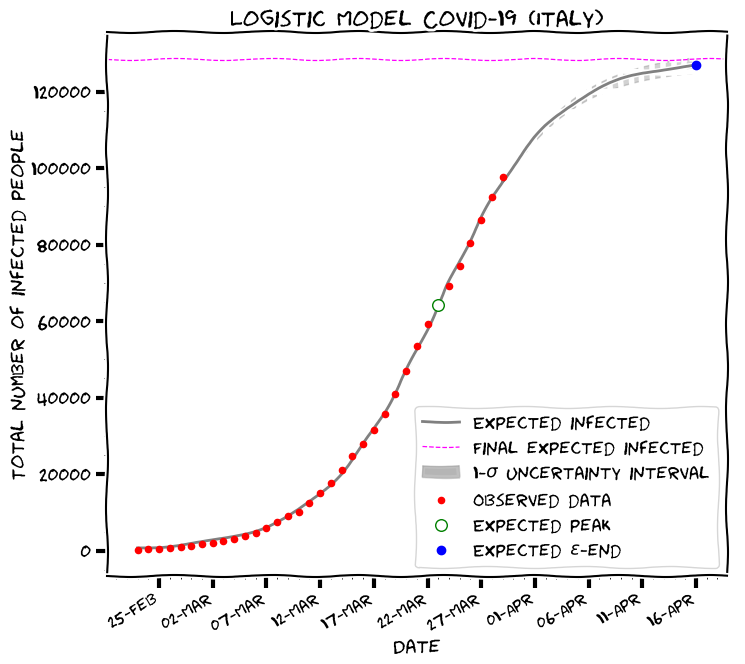 LOGISTIC MODEL COVID-19 (ITALY)
TOTAL NUMBER OF INFECTED PEOPLE
120000
100000
80000
60000
40000
20000
0
EXPECTED INFECTED
FINAL EXPECTED INFECTED
1-σ UNCERTAINTY INTERVAL
OBSERVED DATA
EXPECTED PEAK
EXPECTED ε-END
25-FEB 02-MAR 07-MAR 12-MAR 17-MAR 22-MAR 27-MAR 01-APR 06-APR 11-APR 16-APR
DATE